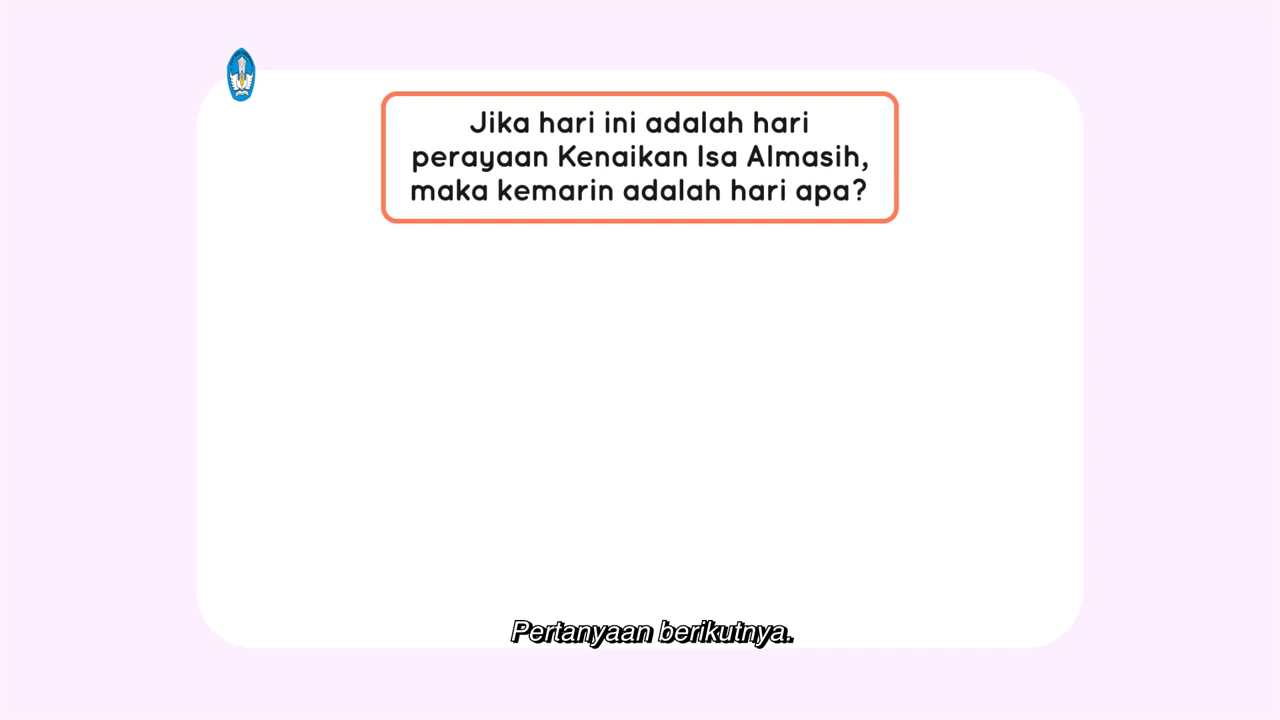 Jika hari ini adalah hari
perayaan Kenaikan Isa Almasih,
maka kemarin adalah hari apa?
Pertanyaan berikutnya.